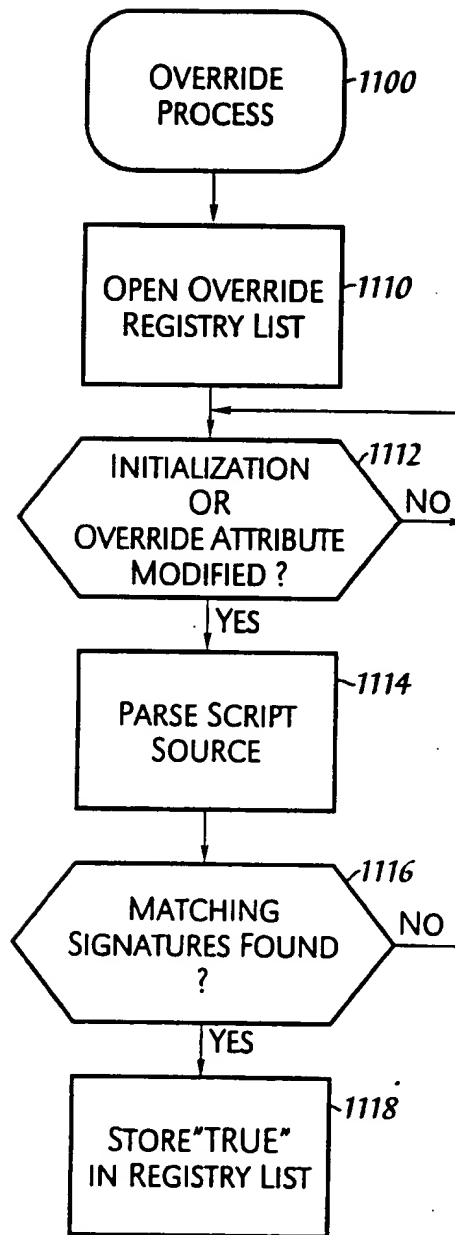 OVERRIDE
PROCESS
1100
OPEN OVERRIDE
REGISTRY LIST
1110
INITIALIZATION
OR
OVERRIDE ATTRIBUTE
MODIFIED ?
1112
NO
YES
PARSE SCRIPT
SOURCE
1114
MATCHING
SIGNATURES FOUND
?
1116
NO
YES
STORE"TRUE"
IN REGISTRY LIST
1118